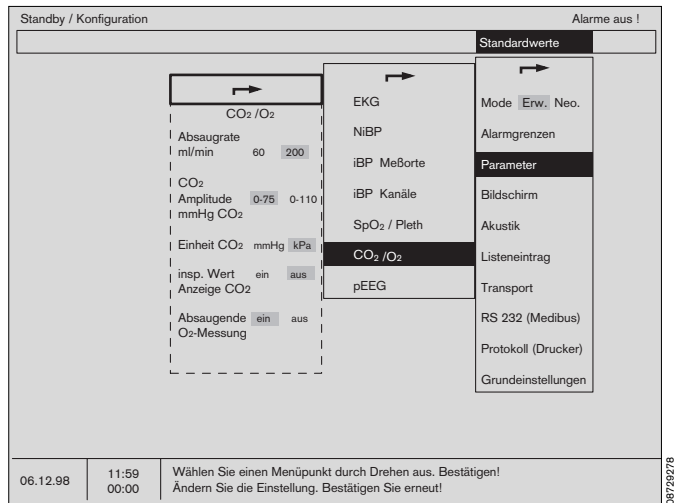 Standby / Konfiguration
Alarme aus !
Standardwerte
CO2 /O2
Absaugrate
ml/min 60 200
CO2
Amplitude 0-75 0-110
mmHg CO2
Einheit CO2 mmHg kPa
insp. Wert ein aus
Anzeige CO2
Absaugende ein aus
O2-Messung
EKG
NiBP
iBP Meßorte
iBP Kanäle
SpO2 / Pleth
CO2 /O2
pEEG
Mode Erw. Neo.
Alarmgrenzen
Parameter
Bildschirm
Akustik
Listeneintrag
Transport
RS 232 (Medibus)
Protokoll (Drucker)
Grundeinstellungen
06.12.98
11:59
00:00
Wählen Sie einen Menüpunkt durch Drehen aus. Bestätigen!
Ändern Sie die Einstellung. Bestätigen Sie erneut!
08729278